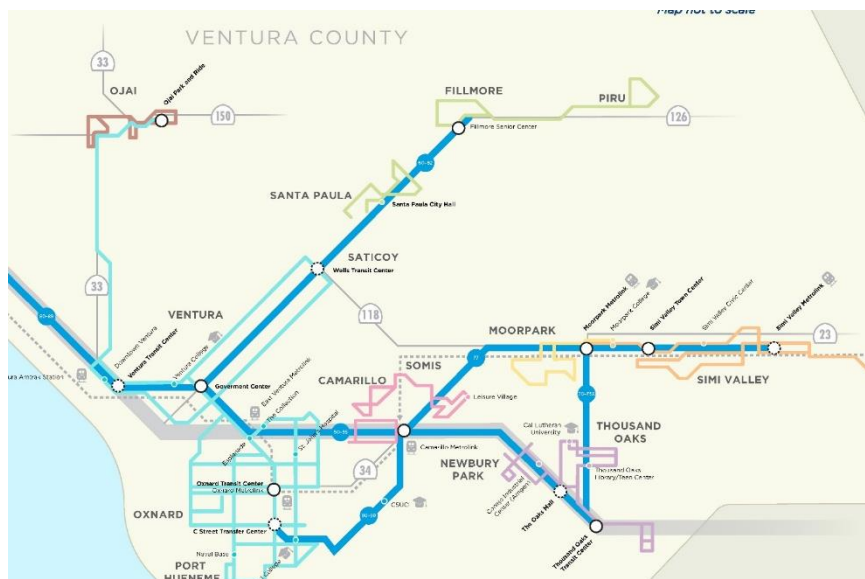 Map not to scale
VENTURA COUNTY
33
OJAI
Ojai Park and Ride
150
FILLMORE
PIRU
126
Fillmore Senior Center
SANTA PAULA
Santa Paula City Hall
SATICOY
Wells Transit Center
33
118
VENTURA
Downtown Ventura
Ventura Transit Center
Ventura College
Goverment Center
East Ventura Metrolink
The Collection
Esplanade
St. John's Hospital
MOORPARK
Moorpark Metrolink
Moorpark College
Simi Valley Town Center
Simi Valley Civic Center
Simi Valley Metrolink
23
SOMIS
CAMARILLO
Leisure Village
SIMI VALLEY
Camarillo Metrolink
34
Cal Lutheran
University
THOUSAND
OAKS
Thousand Oaks
Library/Teen Center
NEWBURY
PARK
The Oaks Mall
Thousand Oaks
Transit Center
Oxnard Transit Center
Oxnard Metrolink
OXNARD
C Street Transfer Center
CSUCI
Naval Base
PORT
HUENEME